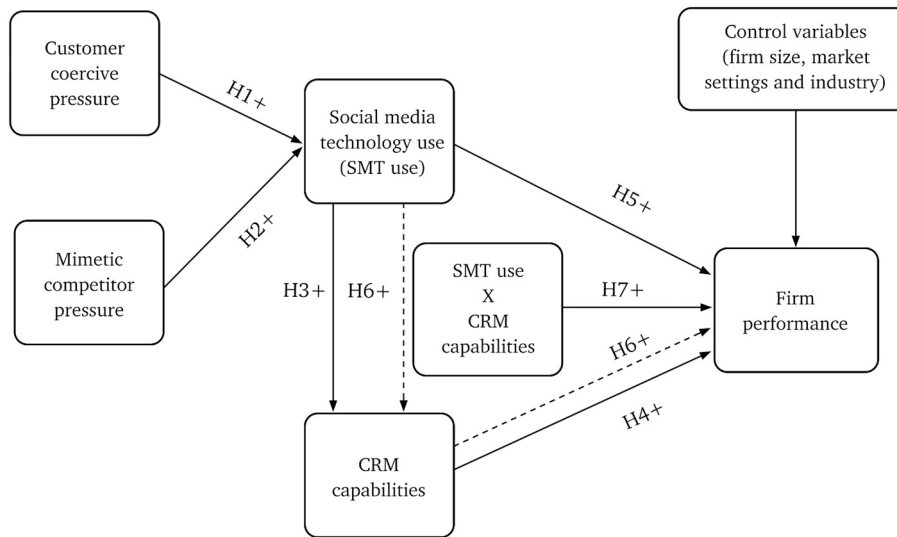 Customer
coercive
pressure
H1+
Mimetic
competitor
pressure
H2+
Social media
technology use
(SMT use)
H3+
H6+
CRM
capabilities
SMT use
X
CRM
capabilities
H5+
H7+
H6+
H4+
Control variables
(firm size, market
settings and industry)
Firm
performance